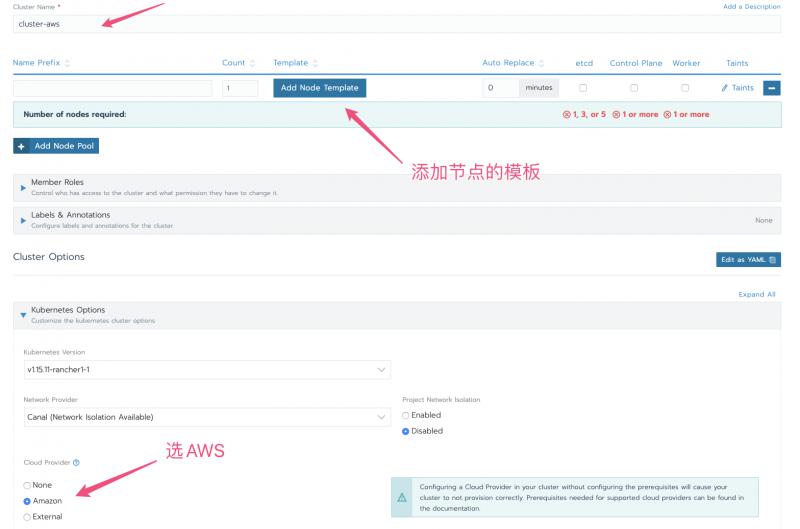 Cluster Name * Add a Description
cluster-aws
Name Prefix Count Template Auto Replace etcd Control Plane Worker Taints
1 Add Node Template 0 minutes Taints
Number of nodes required: 1, 3, or 5 1 or more 1 or more
+ Add Node Pool
添加节点的模板
Member Roles
Control who has access to the cluster and what permission they have to change it.
Labels & Annotations
Configure labels and annotations for the cluster.
None
Cluster Options
Edit as YAML
Expand All
Kubernetes Options
Customize the kubernetes cluster options
Kubernetes Version
v1.15.11-rancher1-1
Network Provider Project Network Isolation
Canal (Network Isolation Available) Enabled
Disabled
选AWS
Cloud Provider
None
Amazon
External
Configuring a Cloud Provider in your cluster without configuring the prerequisites will cause your
cluster to not provision correctly. Prerequisites needed for supported cloud providers can be found in
the documentation.